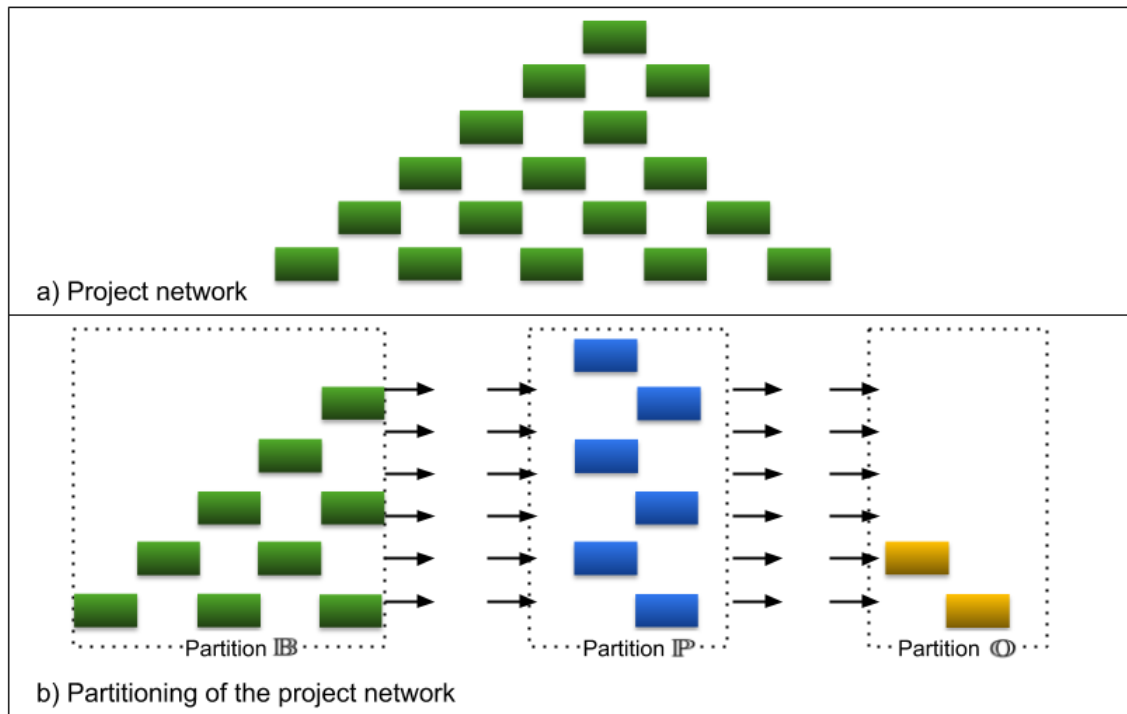 a) Project network
Partition 𝔹
Partition ℙ
Partition 𝕆
b) Partitioning of the project network